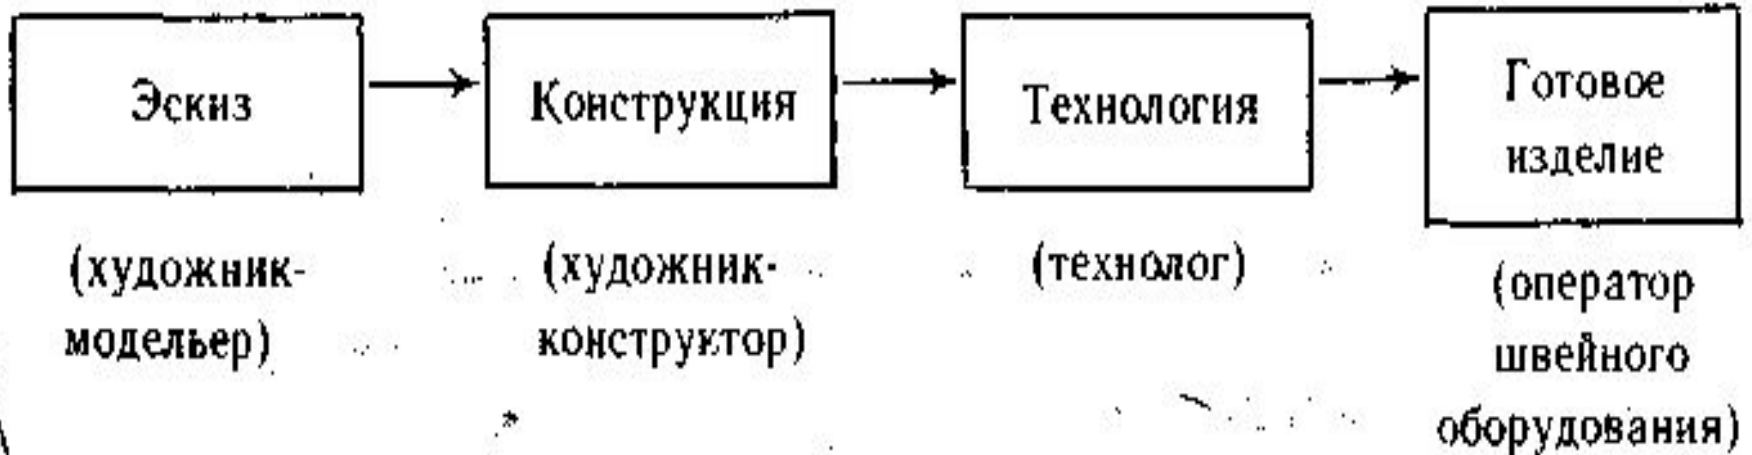 Эскиз
(художник-
модельер)
Конструкция
(художник-
конструктор)
Технология
(технолог)
Готовое
изделие
(оператор
швейного
оборудования)